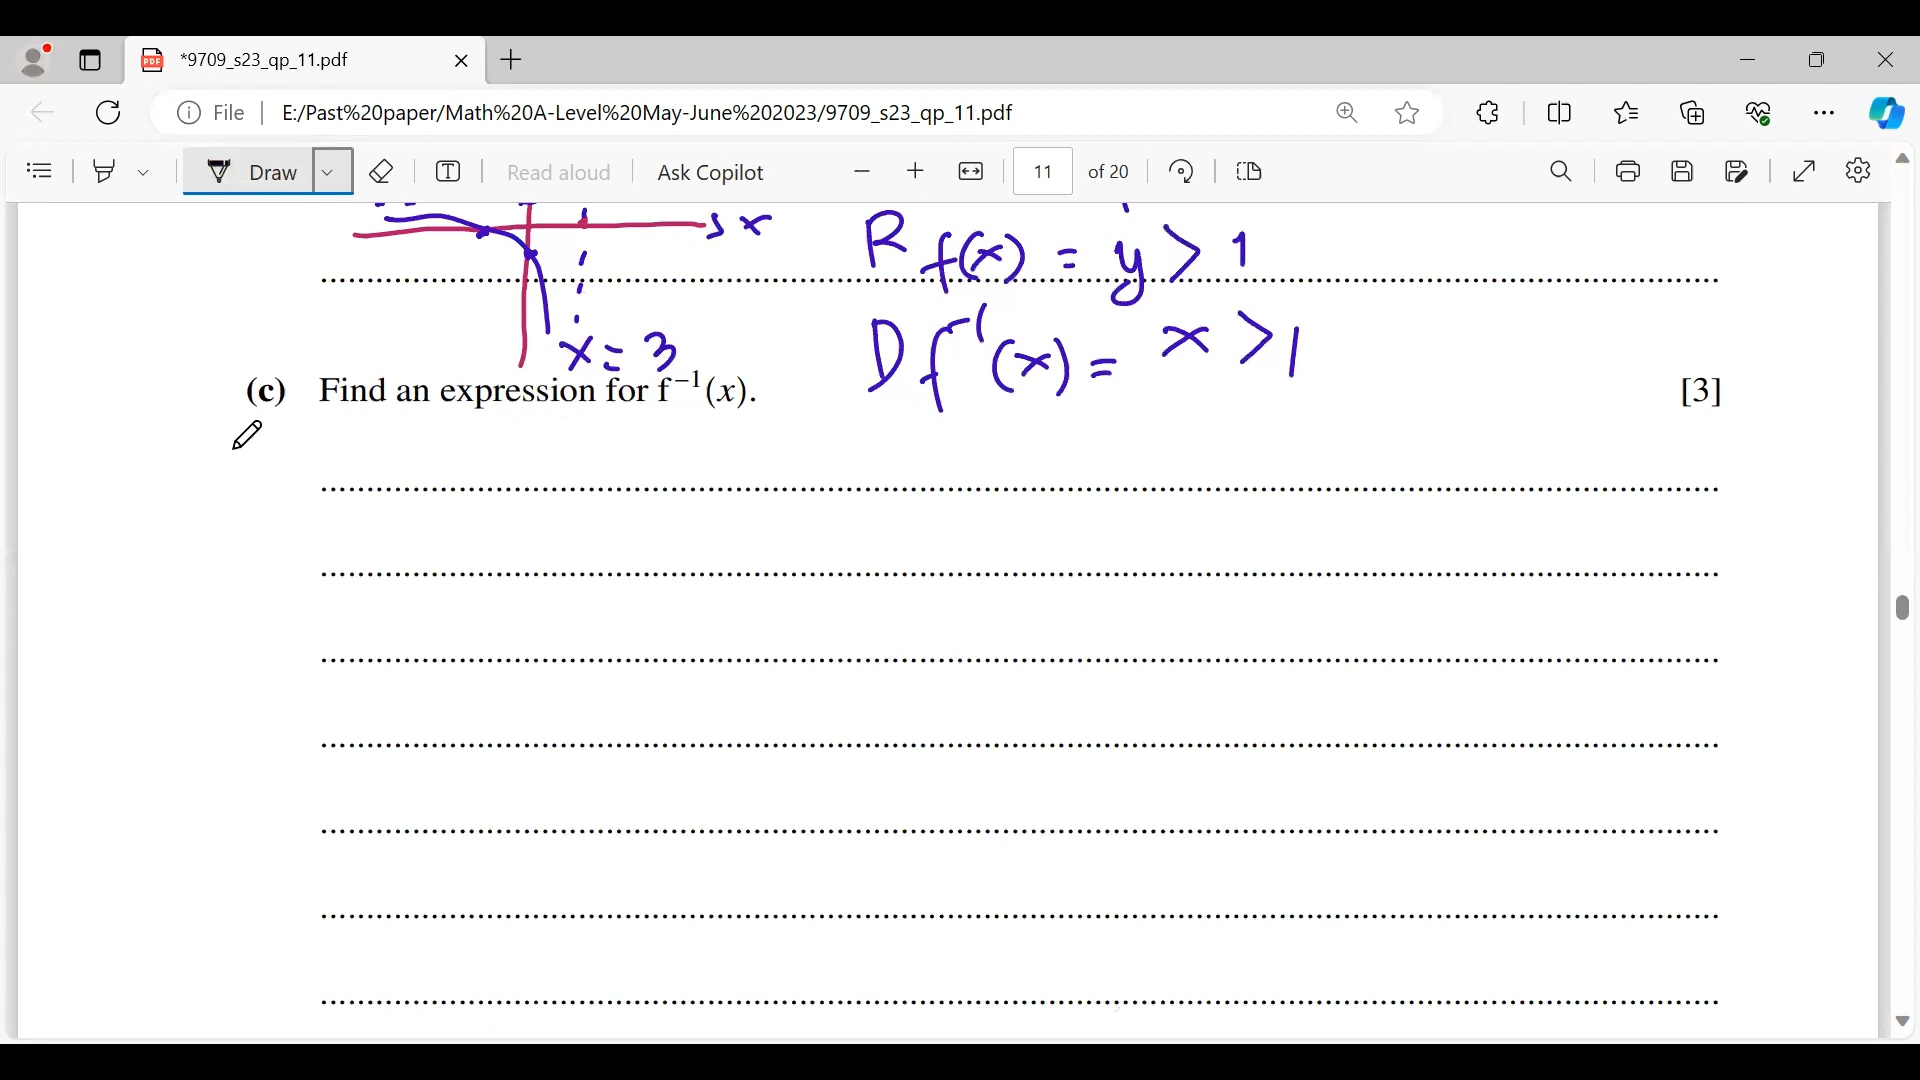 *9709_s23_qp_11.pdf
File
E:/Past%20paper/Math%20A-Level%20May-June%202023/9709_s23_qp_11.pdf
Draw
Read aloud
Ask Copilot
11
of 20
x
R f(x) = y > 1
x = 3
D f⁻¹(x) = x > 1
(c) Find an expression for f⁻¹(x). [3]